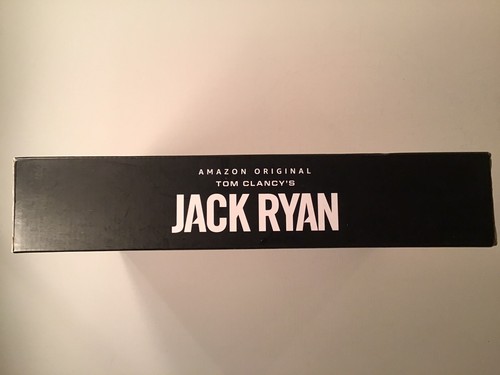 AMAZON ORIGINAL
TOM CLANCY'S
JACK RYAN